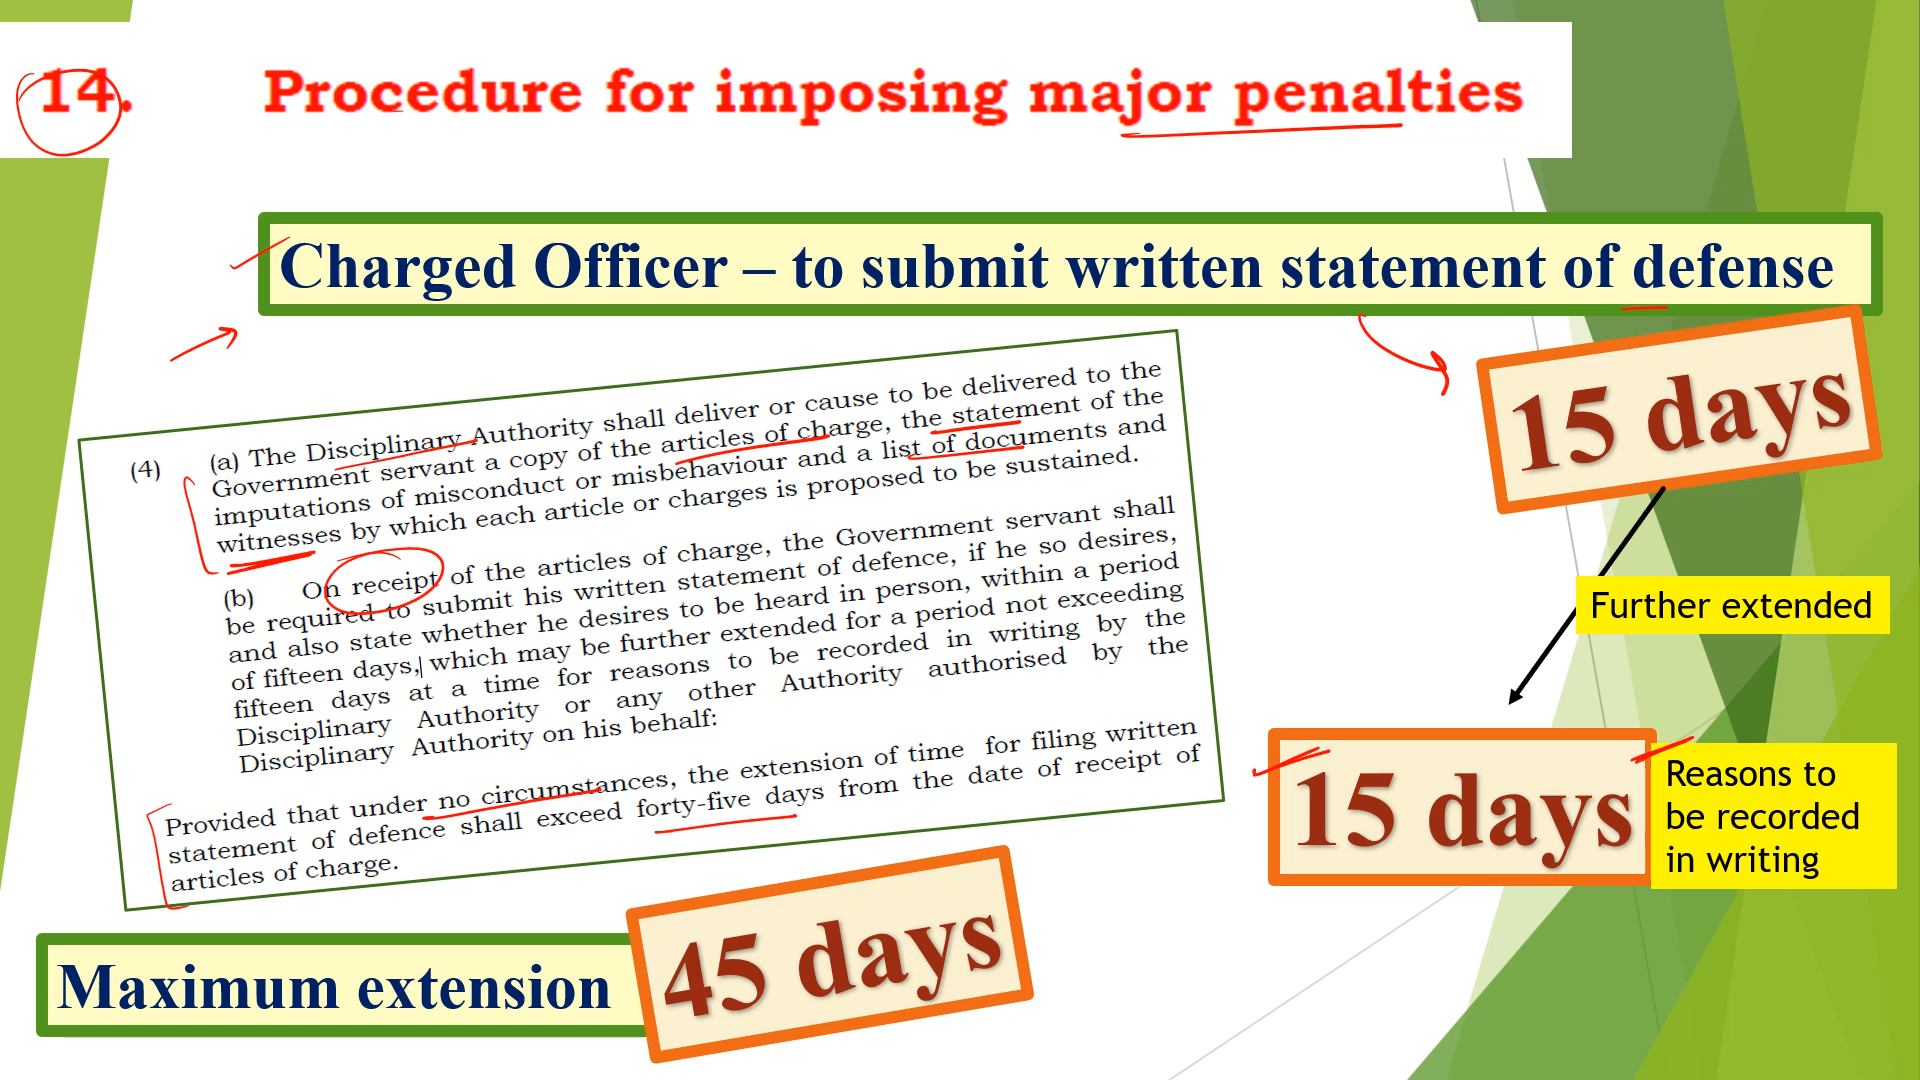 14. Procedure for imposing major penalties
Charged Officer – to submit written statement of defense
15 days
(4) (a) The Disciplinary Authority shall deliver or cause to be delivered to the
Government servant a copy of the articles of charge, the statement of the
imputations of misconduct or misbehaviour and a list of documents and
witnesses by which each article or charges is proposed to be sustained.
(b) On receipt of the articles of charge, the Government servant shall
be required to submit his written statement of defence, if he so desires,
and also state whether he desires to be heard in person, within a period
of fifteen days, which may be further extended for a period not exceeding
fifteen days at a time for reasons to be recorded in writing by the
Disciplinary Authority or any other Authority authorised by the
Disciplinary Authority on his behalf:
Provided that under no circumstances, the extension of time for filing written
statement of defence shall exceed forty-five days from the date of receipt of
articles of charge.
Further extended
15 days
Reasons to
be recorded
in writing
Maximum extension
45 days